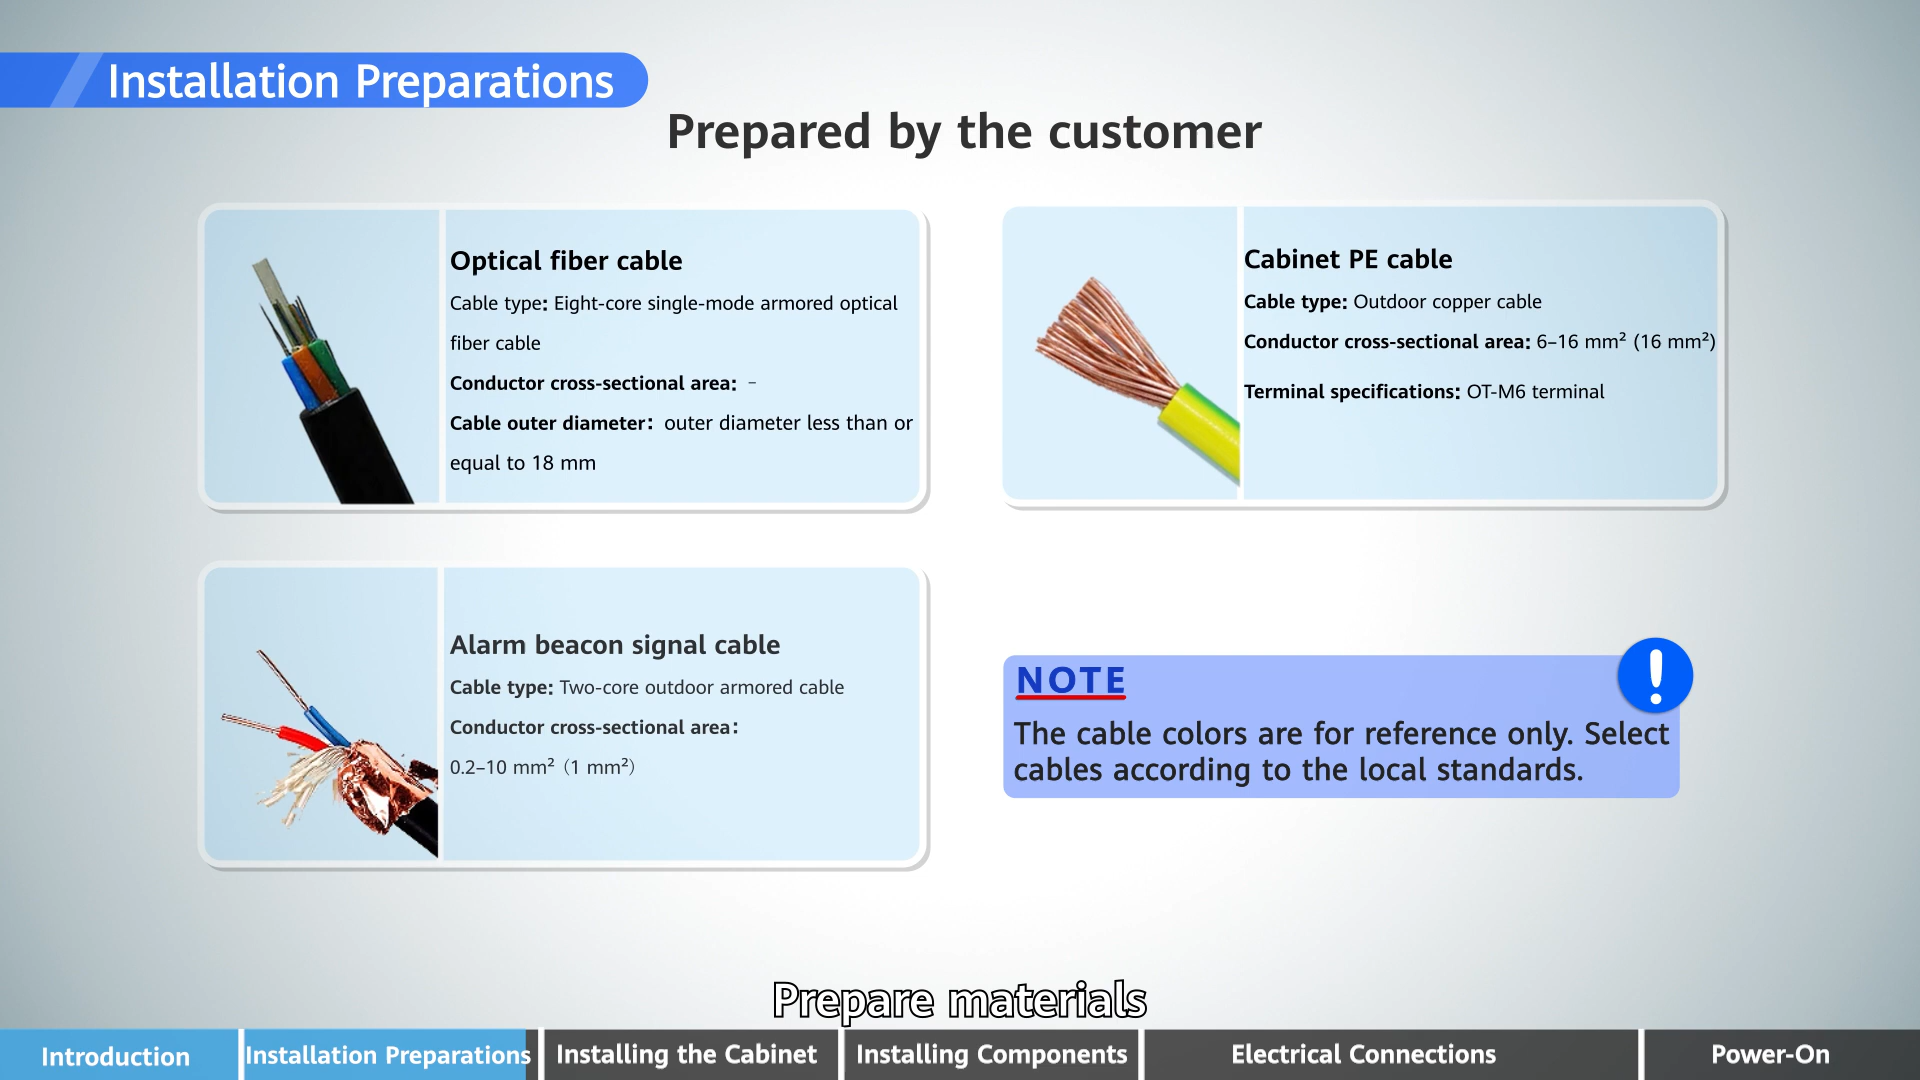 Installation Preparations
Prepared by the customer
Optical fiber cable
Cable type: Eight-core single-mode armored optical
fiber cable
Conductor cross-sectional area: –
Cable outer diameter: outer diameter less than or
equal to 18 mm
Cabinet PE cable
Cable type: Outdoor copper cable
Conductor cross-sectional area: 6–16 mm² (16 mm²)
Terminal specifications: OT-M6 terminal
Alarm beacon signal cable
Cable type: Two-core outdoor armored cable
Conductor cross-sectional area:
0.2–10 mm² (1 mm²)
NOTE
The cable colors are for reference only. Select
cables according to the local standards.
Prepare materials
Introduction
Installation Preparations
Installing the Cabinet
Installing Components
Electrical Connections
Power-On